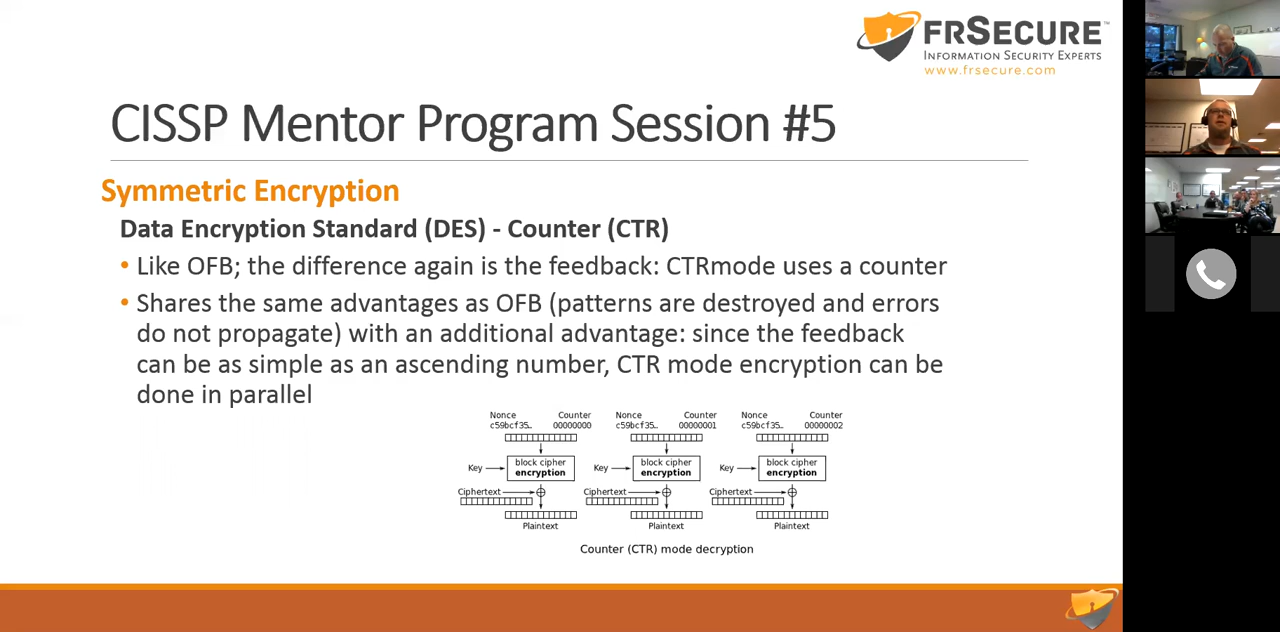 FRSECURE™
INFORMATION SECURITY EXPERTS
www.frsecure.com
CISSP Mentor Program Session #5
Symmetric Encryption
Data Encryption Standard (DES) - Counter (CTR)
• Like OFB; the difference again is the feedback: CTRmode uses a counter
• Shares the same advantages as OFB (patterns are destroyed and errors
do not propagate) with an additional advantage: since the feedback
can be as simple as an ascending number, CTR mode encryption can be
done in parallel
Nonce Counter Nonce Counter Nonce Counter
c59bcf35… 00000000 c59bcf35… 00000001 c59bcf35… 00000002
Key block cipher encryption Key block cipher encryption Key block cipher encryption
Ciphertext Ciphertext Ciphertext
Plaintext Plaintext Plaintext
Counter (CTR) mode decryption